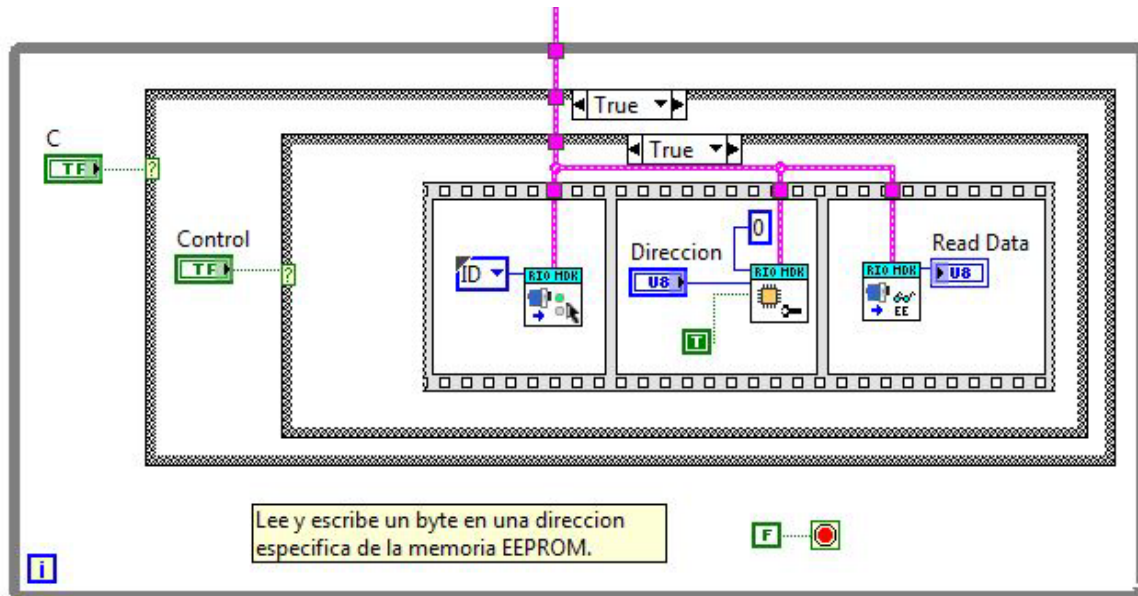 True
C
TF
?
True
Control
TF
?
ID
RIO MDK
Direccion
U8
0
RIO MDK
T
RIO MDK
EE
Read Data
U8
Lee y escribe un byte en una direccion
especifica de la memoria EEPROM.
F
i